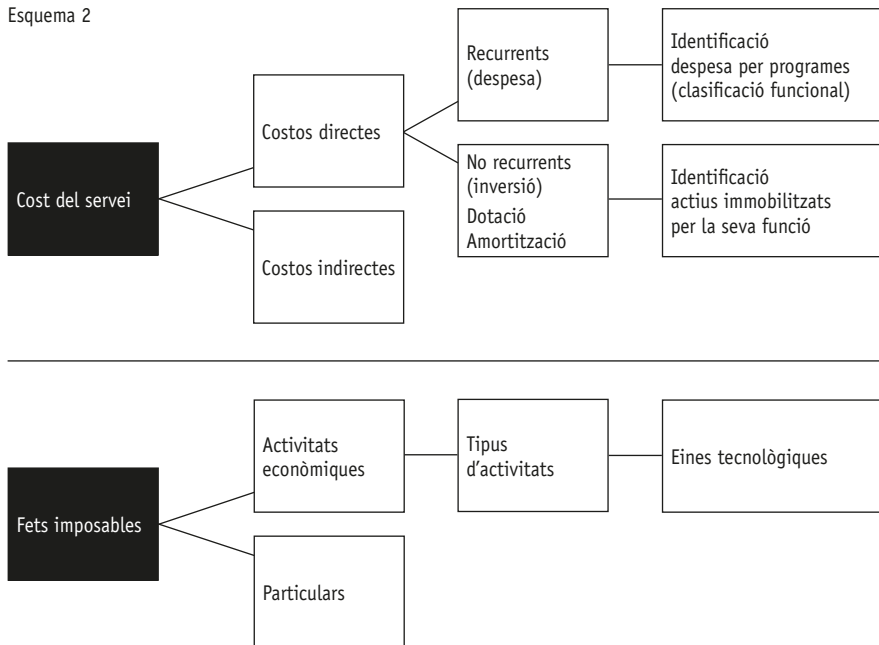 Esquema 2
Cost del servei
Costos directes
Costos indirectes
Recurrents
(despesa)
No recurrents
(inversió)
Dotació
Amortització
Identificació
despesa per programes
(clasificació funcional)
Identificació
actius immobilitzats
per la seva funció
Fets imposables
Activitats
econòmiques
Particulars
Tipus
d’activitats
Eines tecnològiques